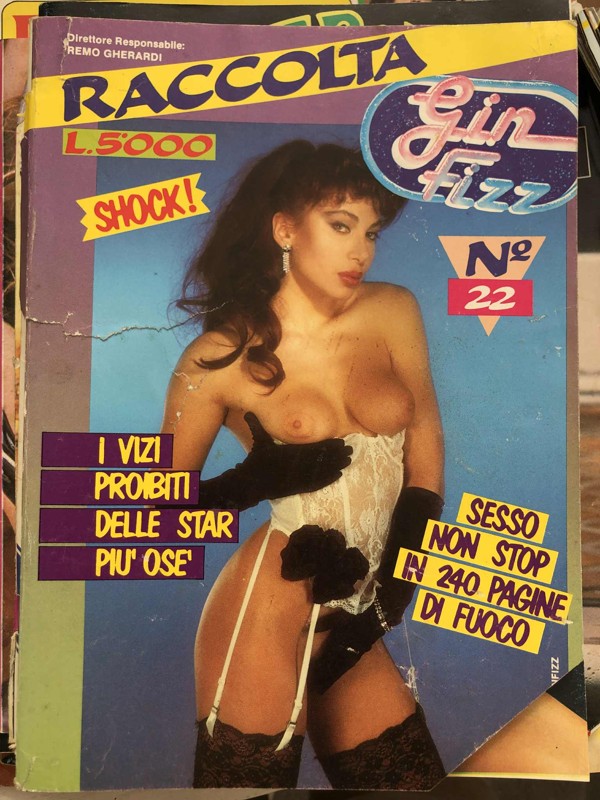 Direttore Responsabile:
REMO GHERARDI
RACCOLTA
L.5000
Gin
Fizz
SHOCK!
Nº
22
I VIZI
PROIBITI
DELLE STAR
PIU' OSE'
SESSO
NON STOP
IN 240 PAGINE
DI FUOCO